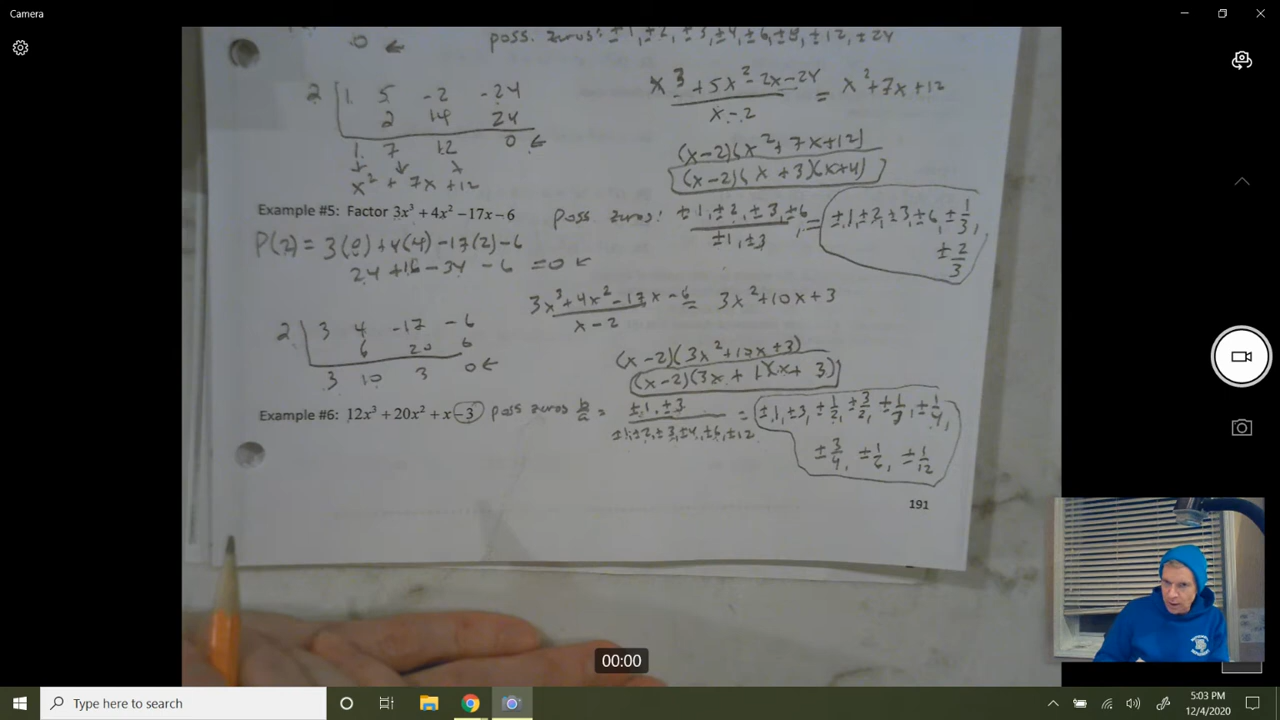 Camera
0 ←
poss. zeros: ±1, ±2, ±3, ±4, ±6, ±8, ±12, ±24
2 | 1 5 -2 -24
2 14 24
1 7 12 0 ←
x² + 7x + 12
x³ + 5x² - 2x - 24 / x - 2 = x² + 7x + 12
(x-2)(x² + 7x + 12)
(x-2)(x + 3)(x+4)
Example #5: Factor 3x³ + 4x² − 17x − 6
poss zeros: ±1, ±2, ±3, ±6 / ±1, ±3 = ±1, ±2, ±3, ±6, ±1/3, ±2/3
P(2) = 3(8) + 4(4) - 17(2) - 6
24 + 16 - 34 - 6 = 0 ←
3x³ + 4x² - 17x - 6 / x - 2 = 3x² + 10x + 3
2 | 3 4 -17 -6
6 20 6
3 10 3 0 ←
(x-2)(3x² + 10x + 3)
(x-2)(3x + 1)(x + 3)
Example #6: 12x³ + 20x² + x − 3
poss zeros b/a = ±1, ±3 / ±1, ±2, ±3, ±4, ±6, ±12 = ±1, ±3, ±1/2, ±3/2, ±1/3, ±1/4,
±3/4, ±1/6, ±1/12
191
00:00
Type here to search
5:03 PM
12/4/2020